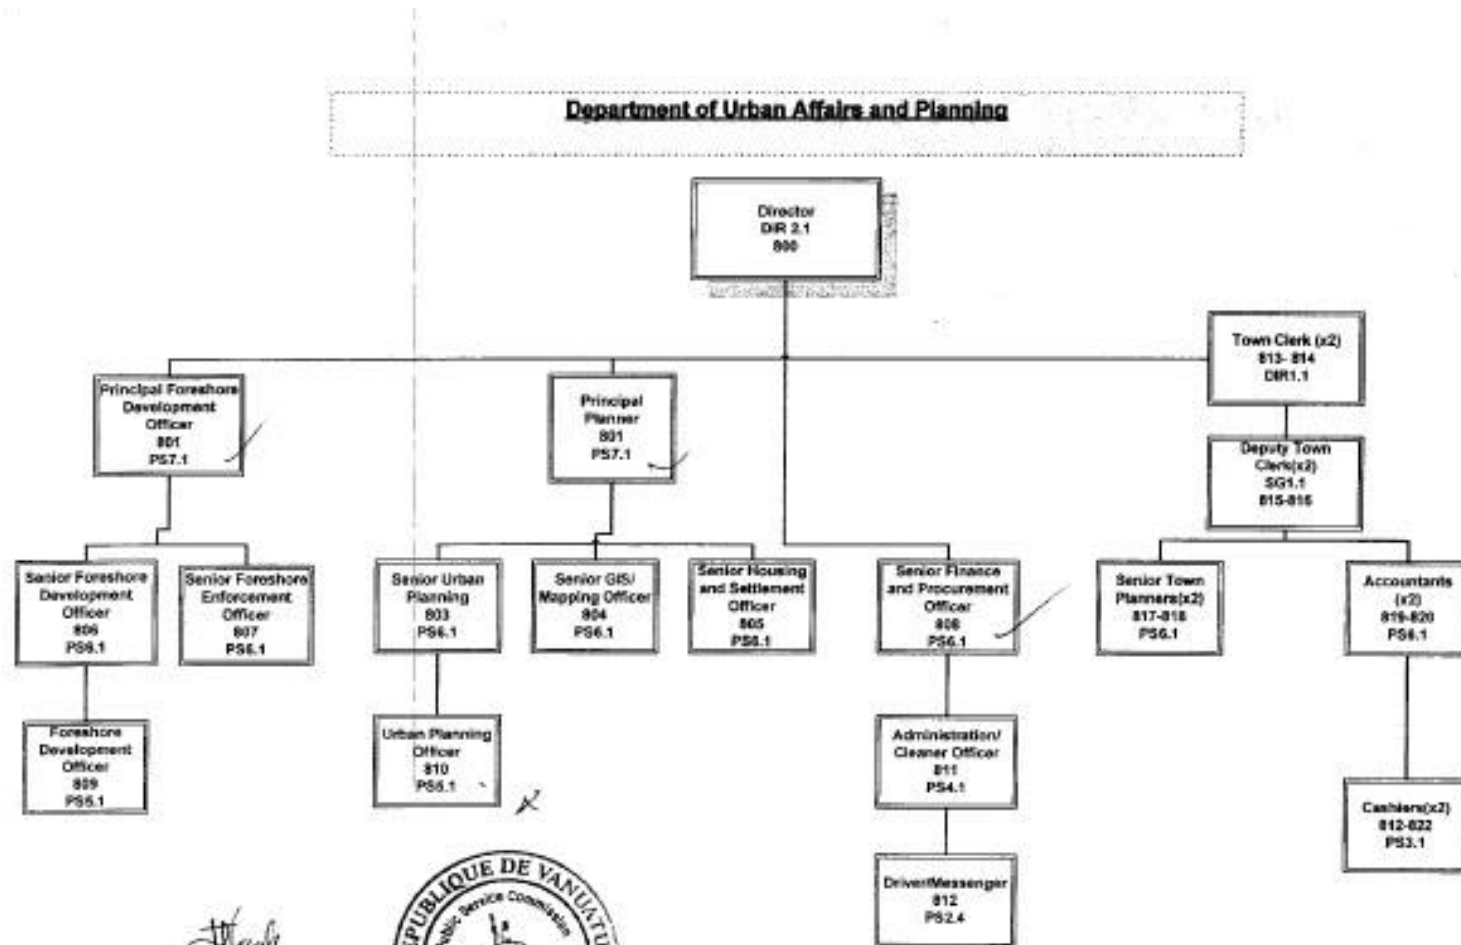 Department of Urban Affairs and Planning
Director
DIR 2.1
800
Town Clerk (x2)
813- 814
DIR1.1
Principal Foreshore
Development
Officer
801
PS7.1
Principal
Planner
801
PS7.1
Deputy Town
Clerk(x2)
SG1.1
815-816
Senior Foreshore
Development
Officer
806
PS6.1
Senior Foreshore
Enforcement
Officer
807
PS6.1
Senior Urban
Planning
803
PS6.1
Senior GIS/
Mapping Officer
804
PS6.1
Senior Housing
and Settlement
Officer
805
PS6.1
Senior Finance
and Procurement
Officer
808
PS6.1
Senior Town
Planners(x2)
817-818
PS6.1
Accountants
(x2)
819-820
PS6.1
Foreshore
Development
Officer
809
PS5.1
Urban Planning
Officer
810
PS5.1
Administration/
Cleaner Officer
811
PS4.1
Cashiers(x2)
812-822
PS3.1
Driver/Messenger
812
PS2.4
REPUBLIQUE DE VANUATU
Public Service Commission